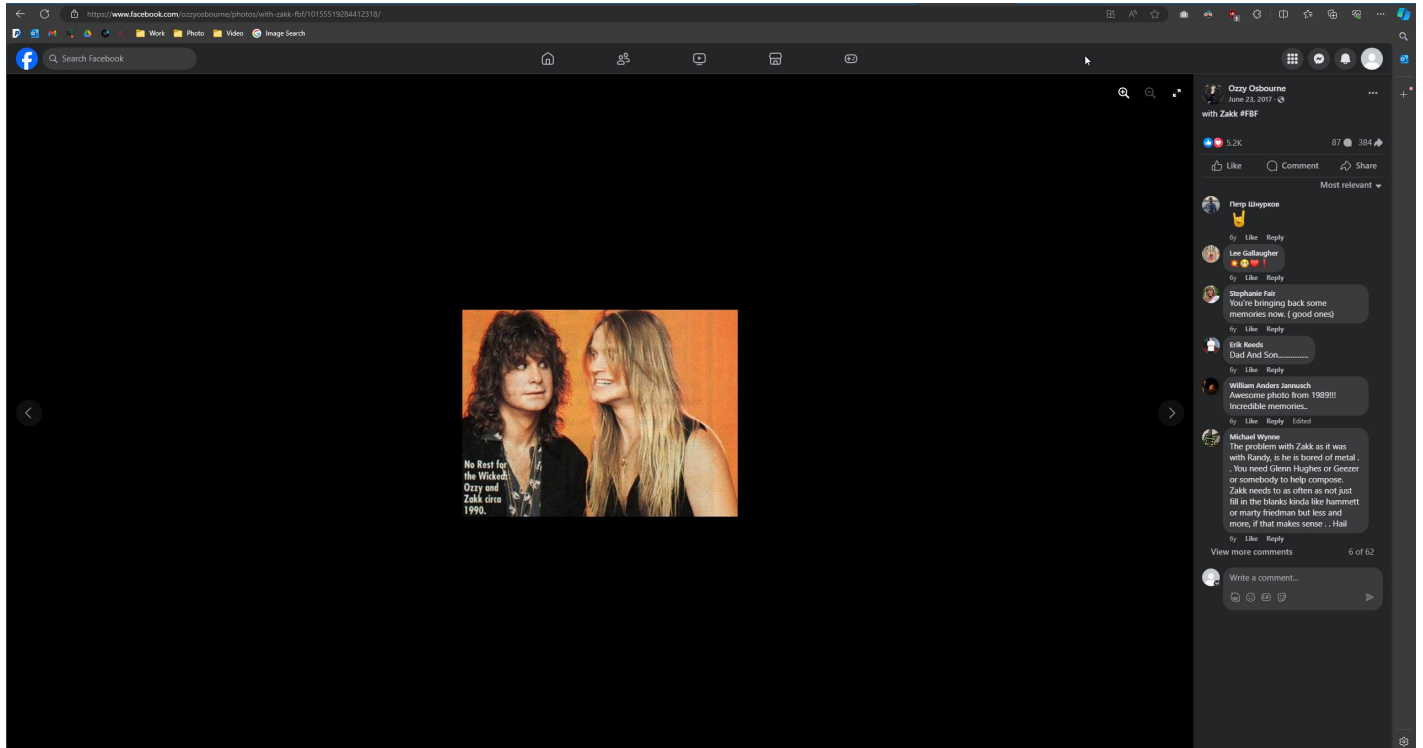 https://www.facebook.com/ozzyosbourne/photos/with-zakk-fbf/10155519284412318/
Work
Photo
Video
Image Search
Search Facebook
Ozzy Osbourne
June 23, 2017 ·
with Zakk #FBF
5.2K
87
384
Like
Comment
Share
Most relevant
Петр Шнурков
6y Like Reply
Lee Gallaugher
6y Like Reply
Stephanie Fair
You're bringing back some
memories now. ( good ones)
6y Like Reply
Erik Reeds
Dad And Son...............
6y Like Reply
William Anders Jannusch
Awesome photo from 1989!!!
Incredible memories..
6y Like Reply Edited
Michael Wynne
The problem with Zakk as it was
with Randy, is he is bored of metal .
. You need Glenn Hughes or Geezer
or somebody to help compose.
Zakk needs to as often as not just
fill in the blanks kinda like hammett
or marty friedman but less and
more, if that makes sense . . Hail
6y Like Reply
View more comments
6 of 62
Write a comment...
No Rest for
the Wicked:
Ozzy and
Zakk circa
1990.